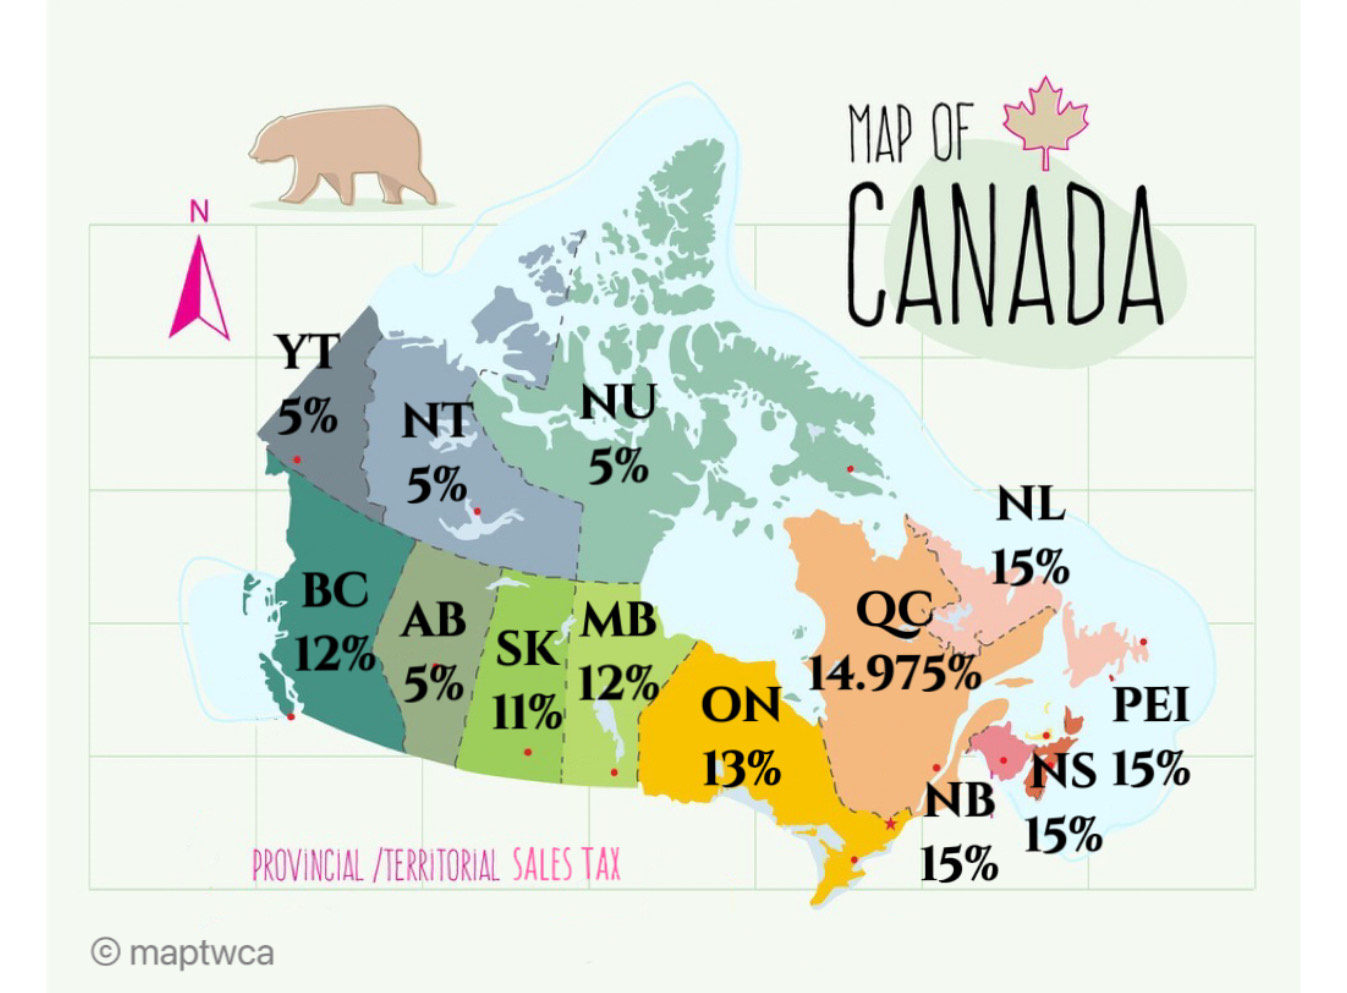 MAP OF
CANADA
N
YT
5%
NT
5%
NU
5%
NL
15%
BC
12%
AB
5%
SK
11%
MB
12%
QC
14.975%
ON
13%
PEI
15%
NS
15%
NB
15%
PROVINCIAL /TERRITORIAL SALES TAX
© maptwca